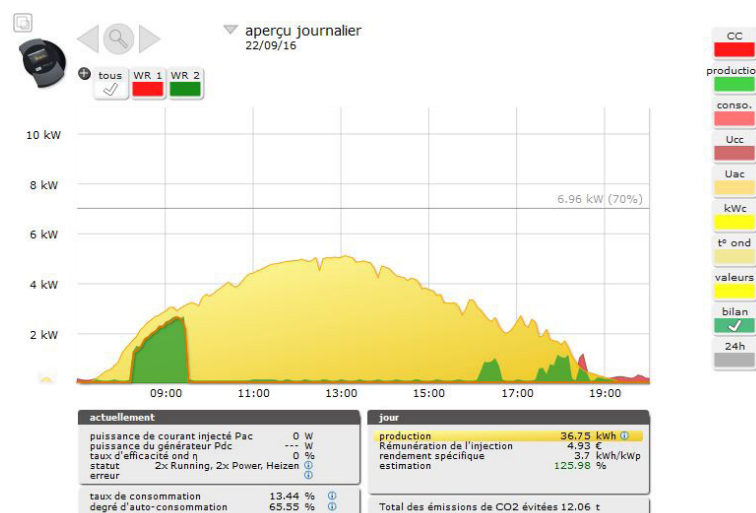 aperçu journalier
22/09/16
tous WR 1 WR 2
CC
productio
conso.
Ucc
Uac
kWc
t° ond
valeurs
bilan
24h
10 kW
8 kW
6 kW
4 kW
2 kW
6.96 kW (70%)
09:00 11:00 13:00 15:00 17:00 19:00
actuellement
puissance de courant injecté Pac 0 W
puissance du générateur Pdc --- W
taux d'efficacité ond η 0 %
statut 2x Running, 2x Power, Heizen
erreur
taux de consommation 13.44 %
degré d'auto-consommation 65.55 %
jour
production 36.75 kWh
Rémunération de l'injection 4.93 €
rendement spécifique 3.7 kWh/kWp
estimation 125.98 %
Total des émissions de CO2 évitées 12.06 t